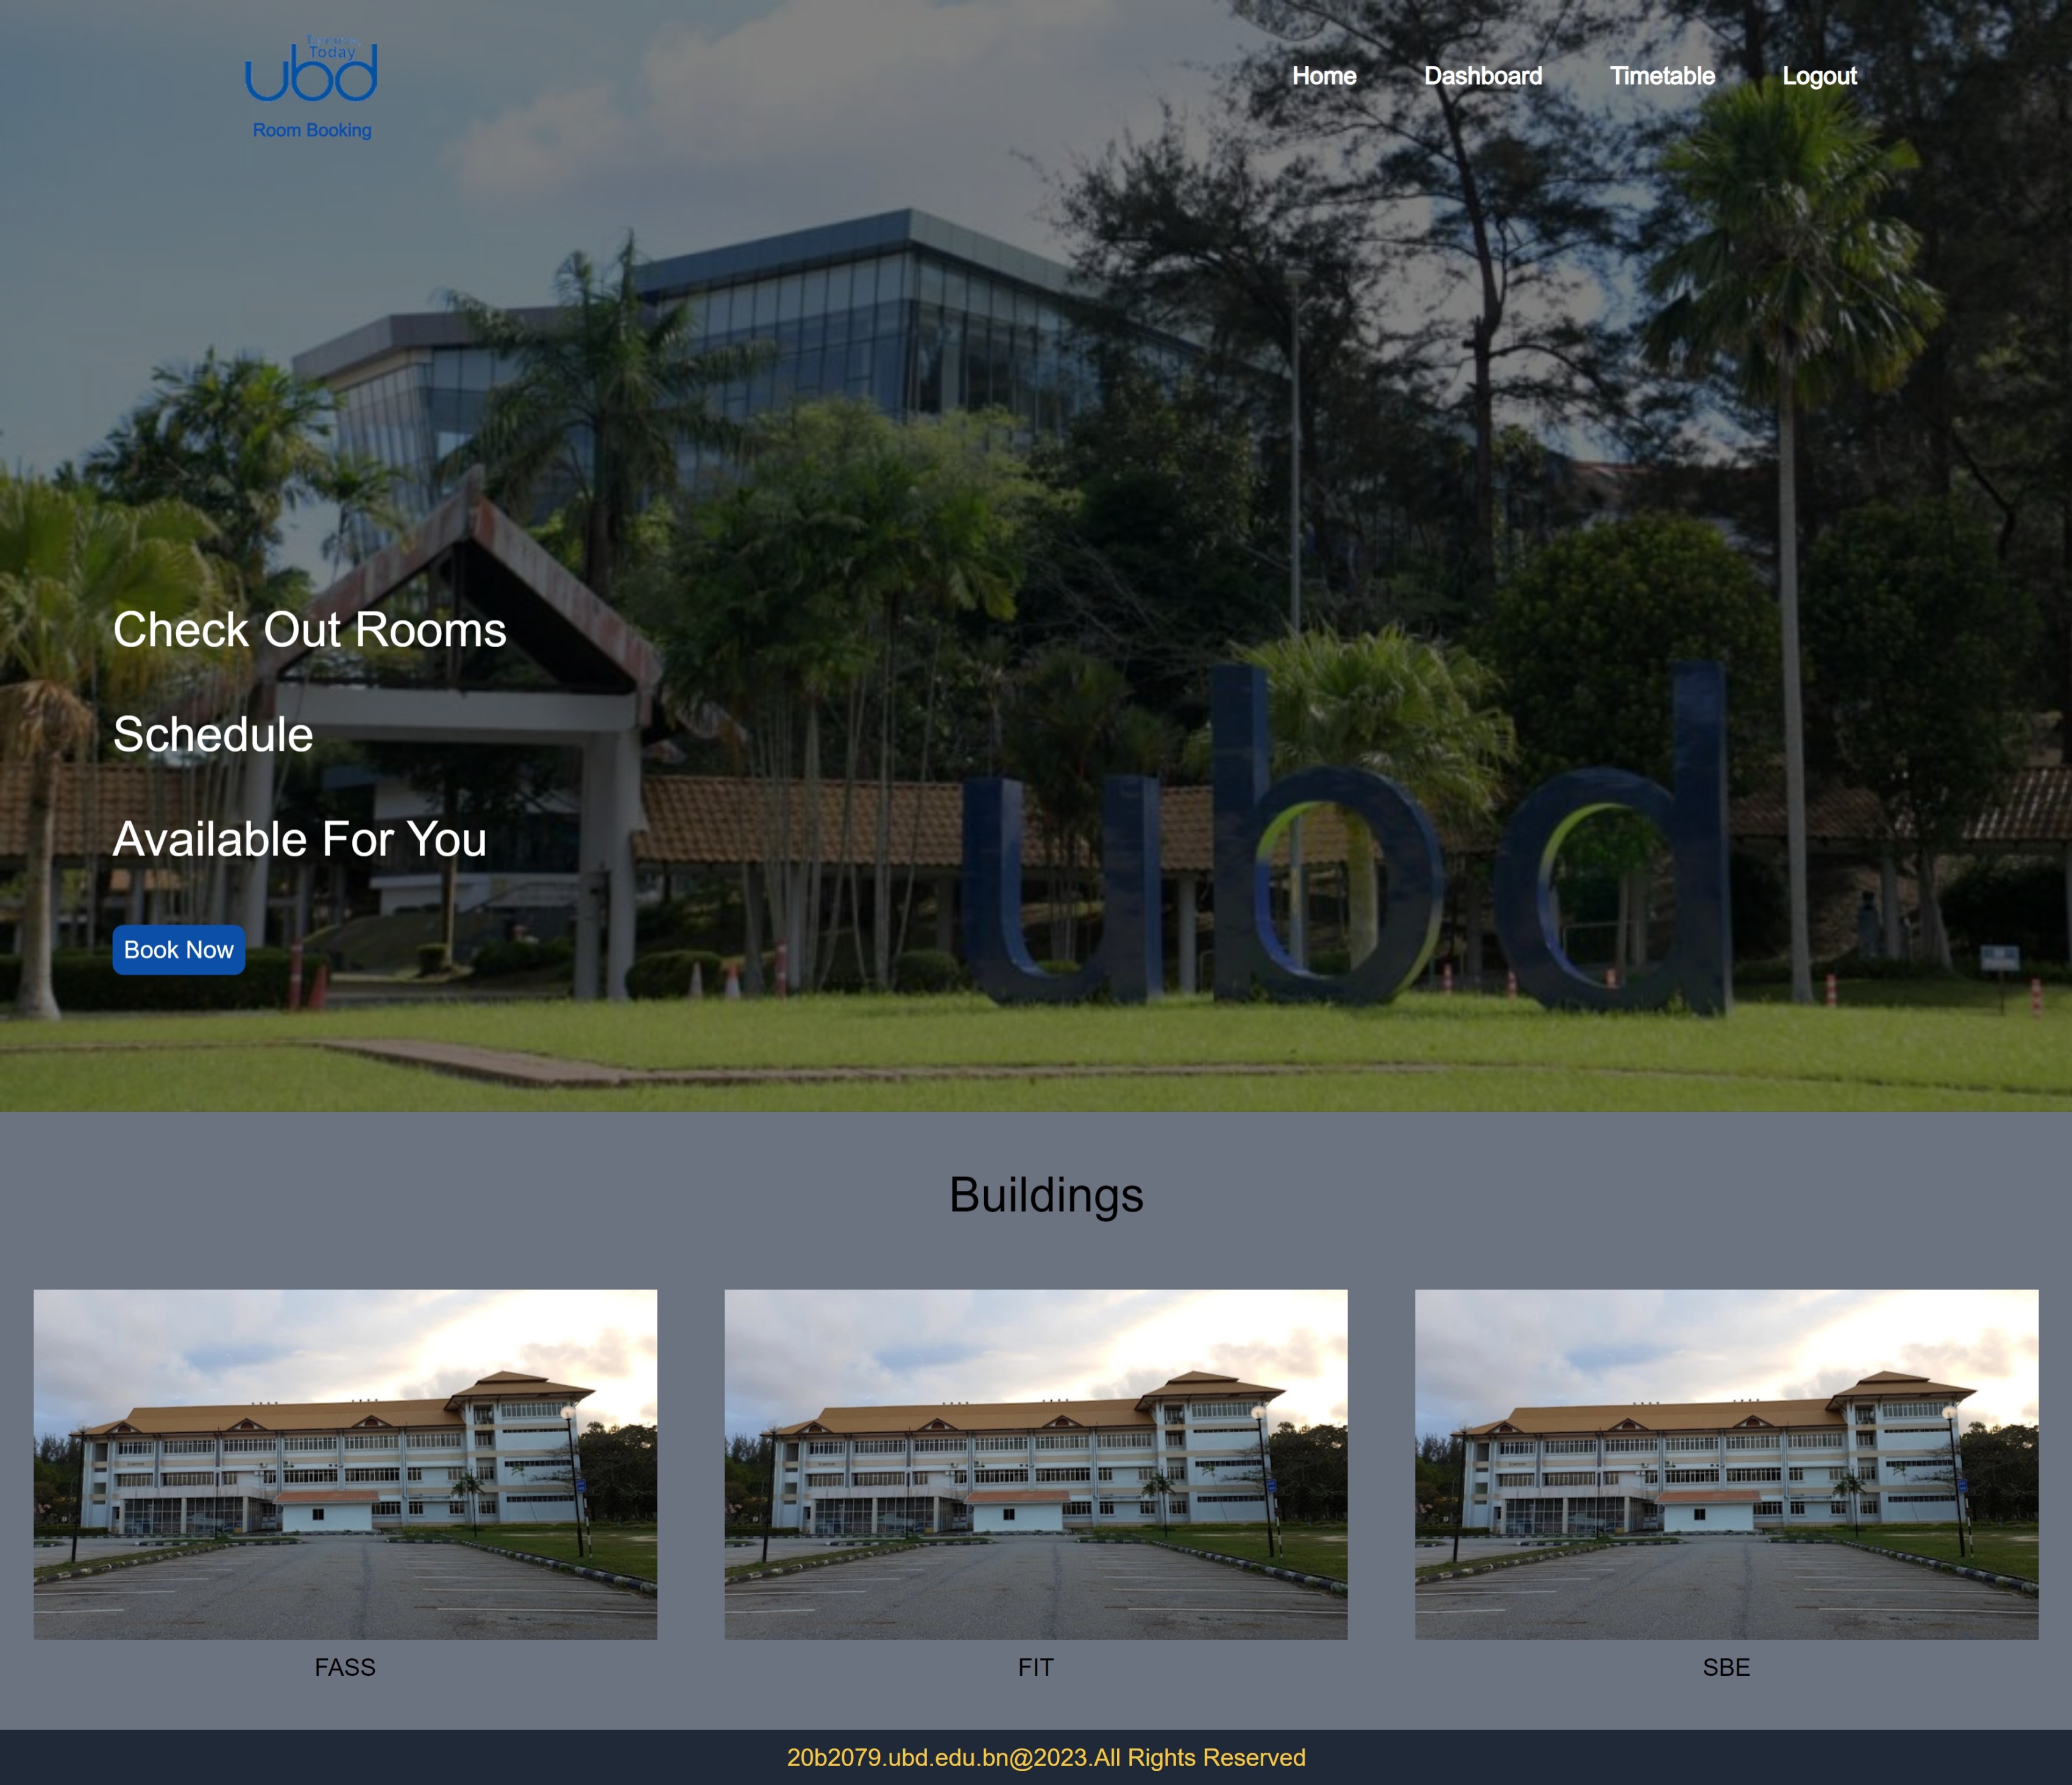 Today
ubd
Room Booking
Home Dashboard Timetable Logout
Check Out Rooms
Schedule
Available For You
ubd
Book Now
Buildings
FASS FIT SBE
20b2079.ubd.edu.bn@2023.All Rights Reserved